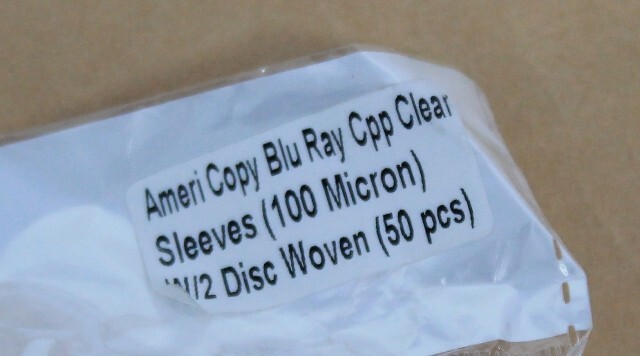 Ameri Copy Blu Ray Cpp Clear
Sleeves (100 Micron)
W/2 Disc Woven (50 pcs)